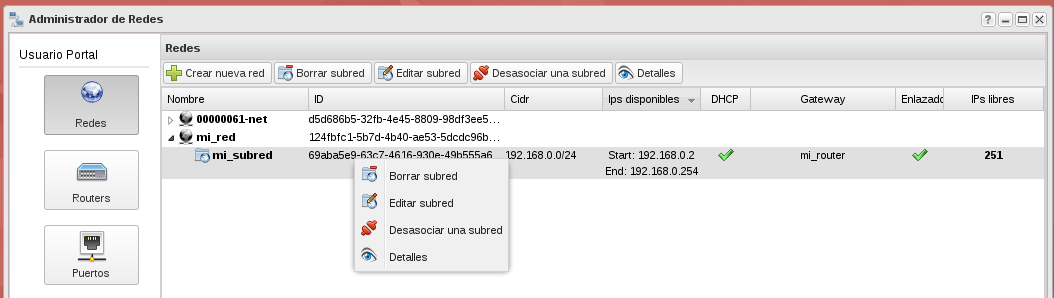 Administrador de Redes
?
Usuario Portal
Redes
Routers
Puertos
Redes
Crear nueva red Borrar subred Editar subred Desasociar una subred Detalles
Nombre ID Cidr Ips disponibles DHCP Gateway Enlazado IPs libres
00000061-net d5d686b5-32fb-4e45-8809-98df3ee5...
mi_red 124fbfc1-5b7d-4b40-ae53-5dcdc96b...
mi_subred 69aba5e9-63c7-4616-930e-49b555a6 192.168.0.0/24 Start: 192.168.0.2 mi_router 251
End: 192.168.0.254
Borrar subred
Editar subred
Desasociar una subred
Detalles